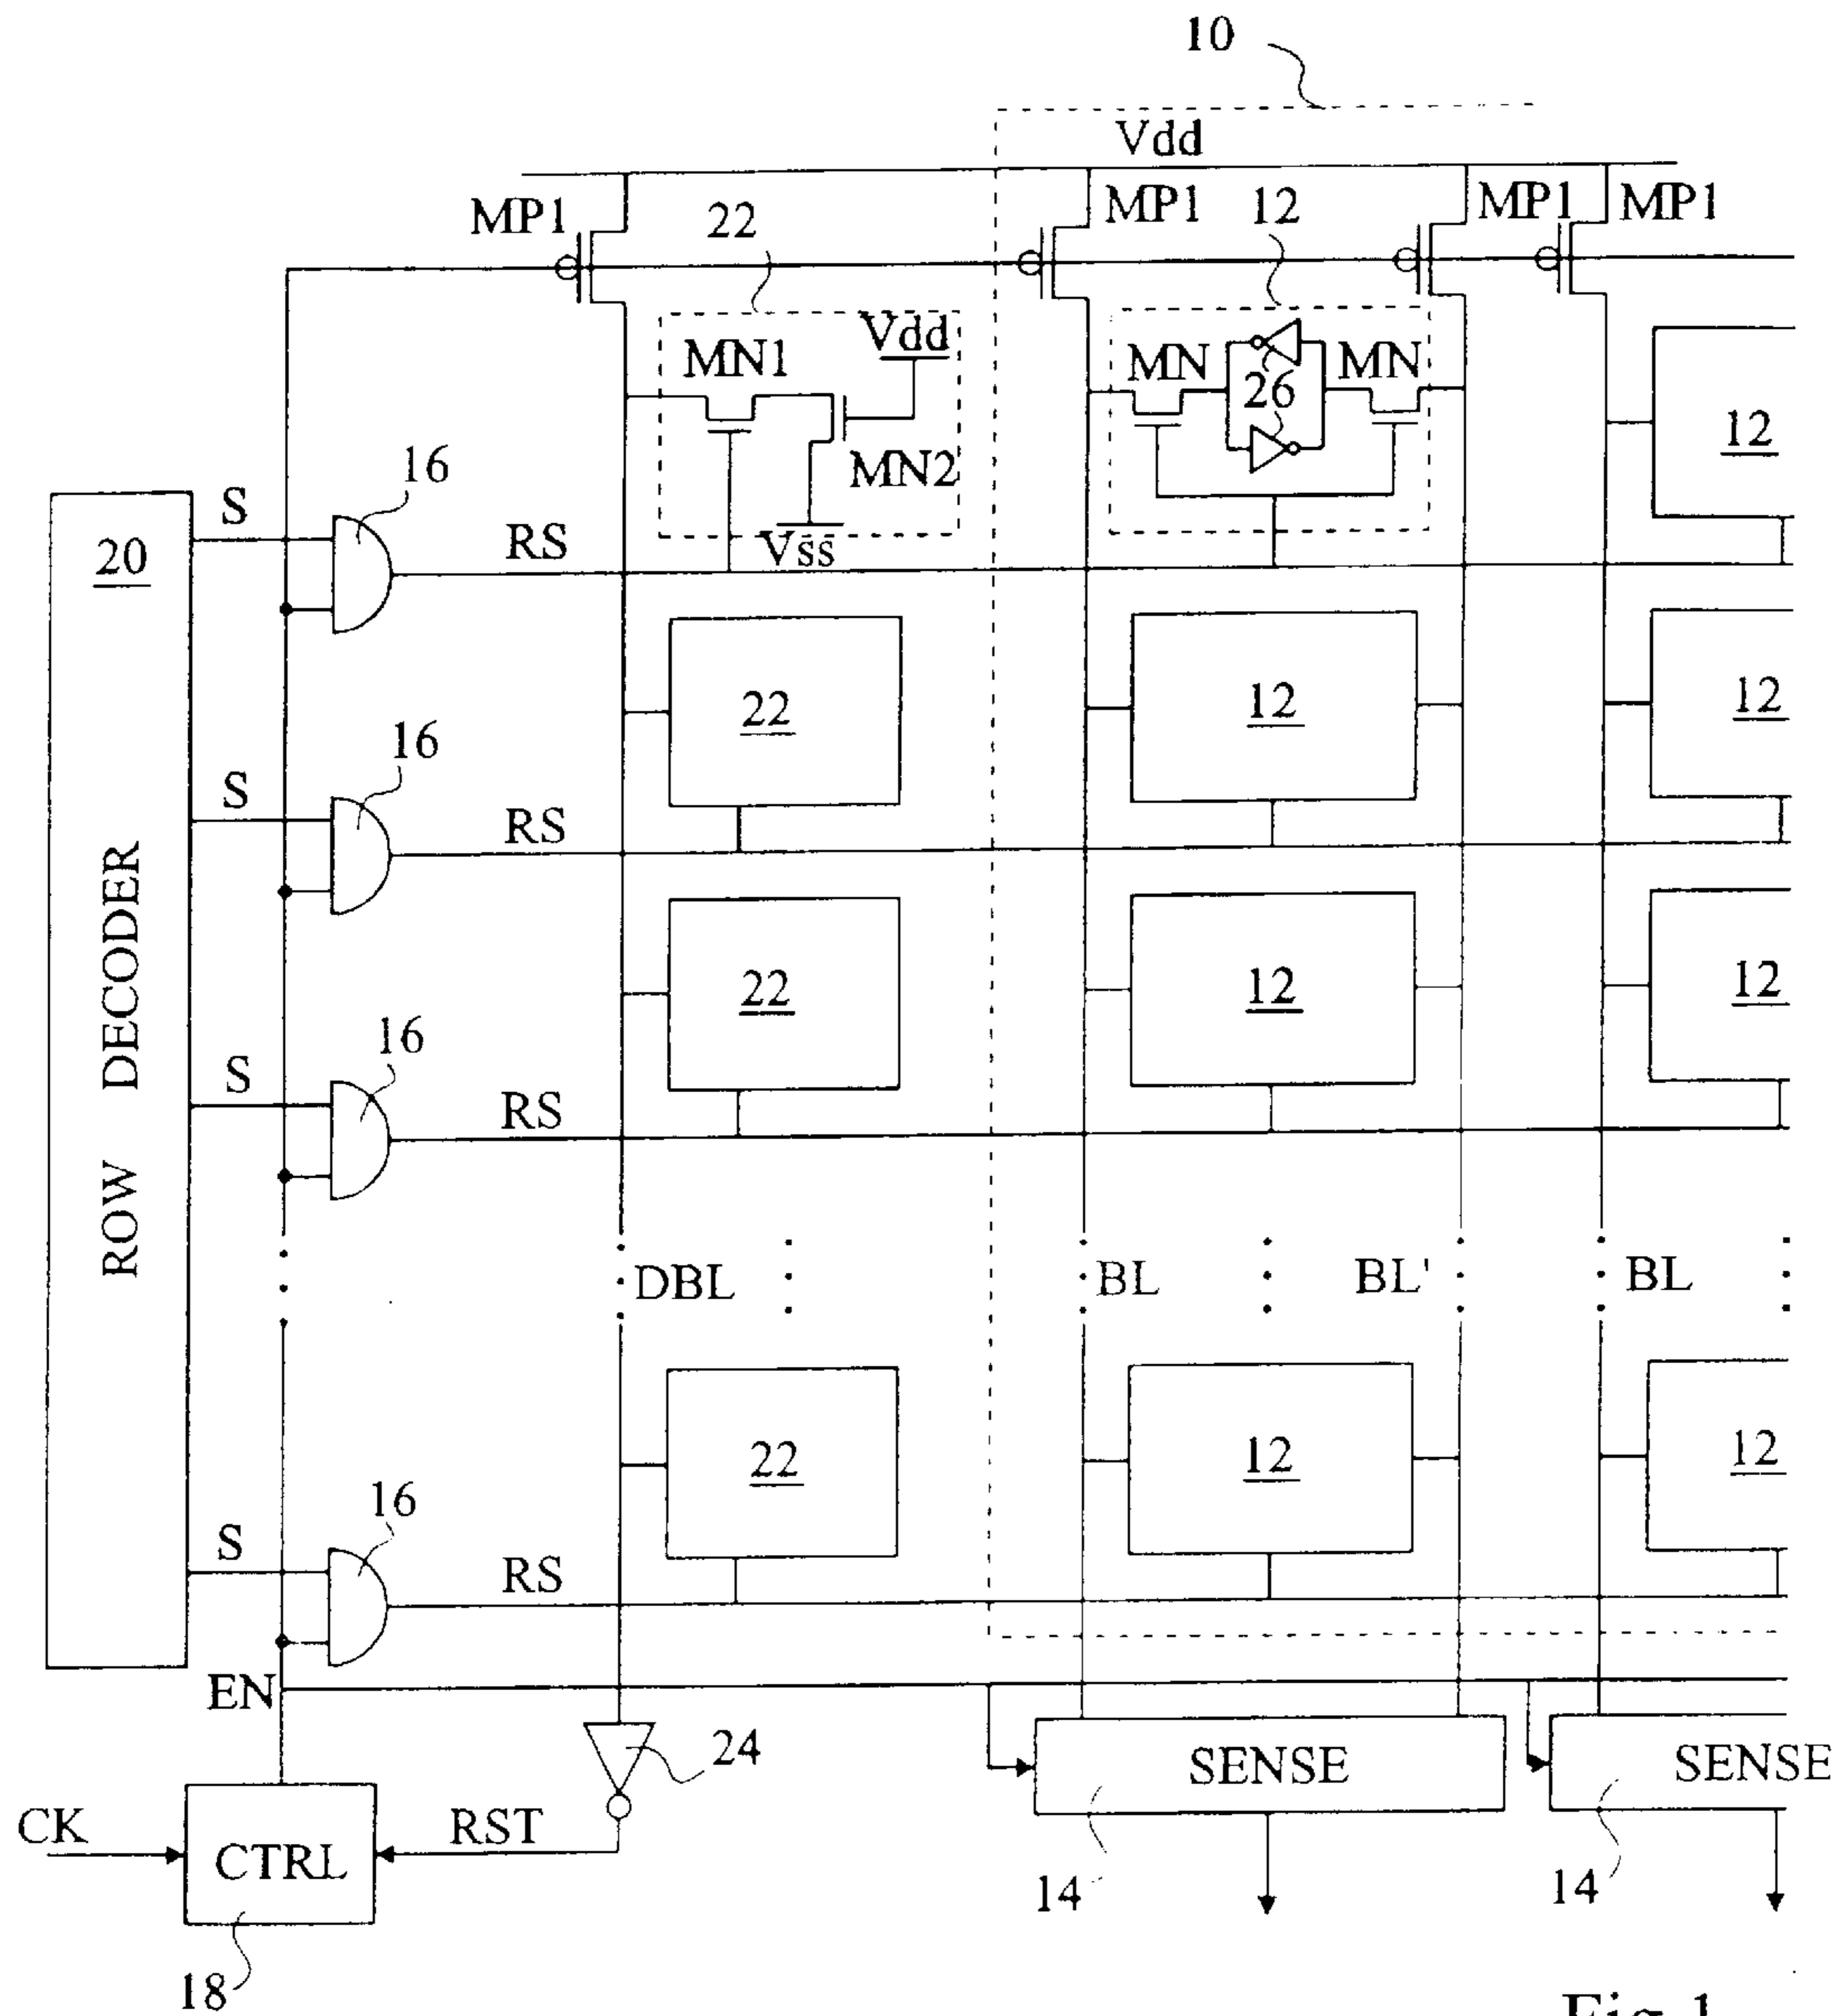 10
Vdd
MP1
22
MP1
12
MP1
MP1
Vdd
MN1
MN
26
MN
12
16
MN2
S
RS
Vss
20
22
12
12
16
S
RS
22
12
12
16
S
RS
ROW DECODER
DBL
BL
BL'
BL
22
12
12
16
S
RS
EN
24
SENSE
SENSE
CK
CTRL
RST
14
14
18
Fig 1